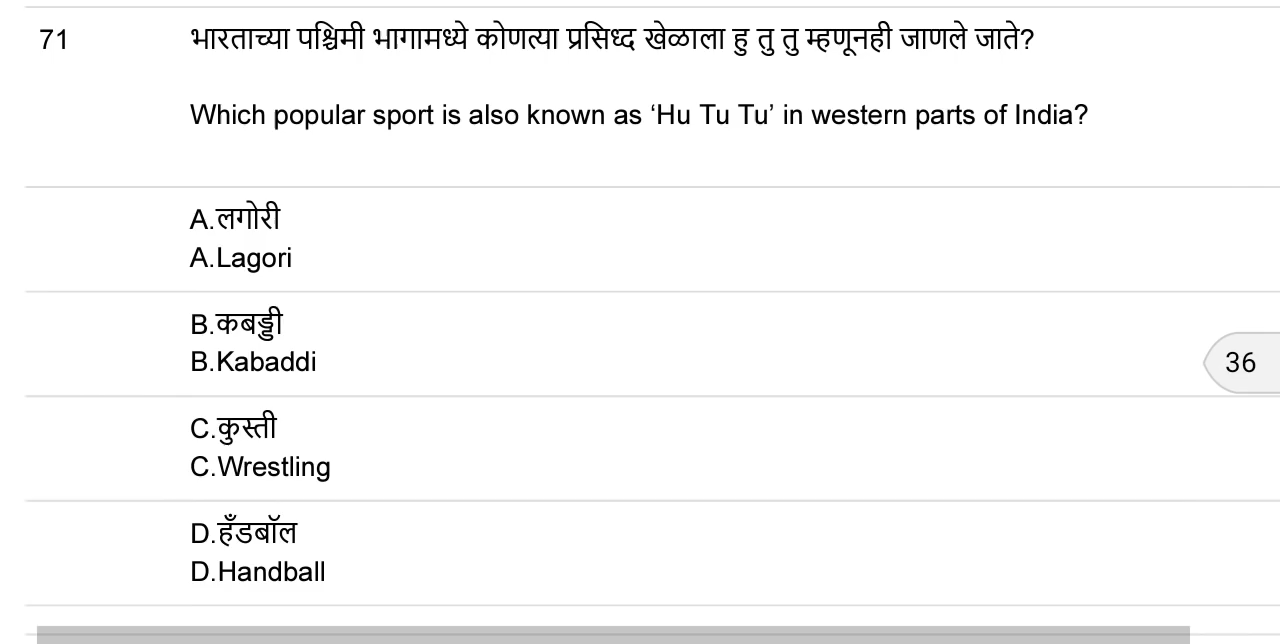 71
भारताच्या पश्चिमी भागामध्ये कोणत्या प्रसिध्द खेळाला हु तु तु म्हणूनही जाणले जाते?
Which popular sport is also known as ‘Hu Tu Tu’ in western parts of India?
A.लगोरी
A.Lagori
B.कबड्डी
B.Kabaddi
36
C.कुस्ती
C.Wrestling
D.हँडबॉल
D.Handball